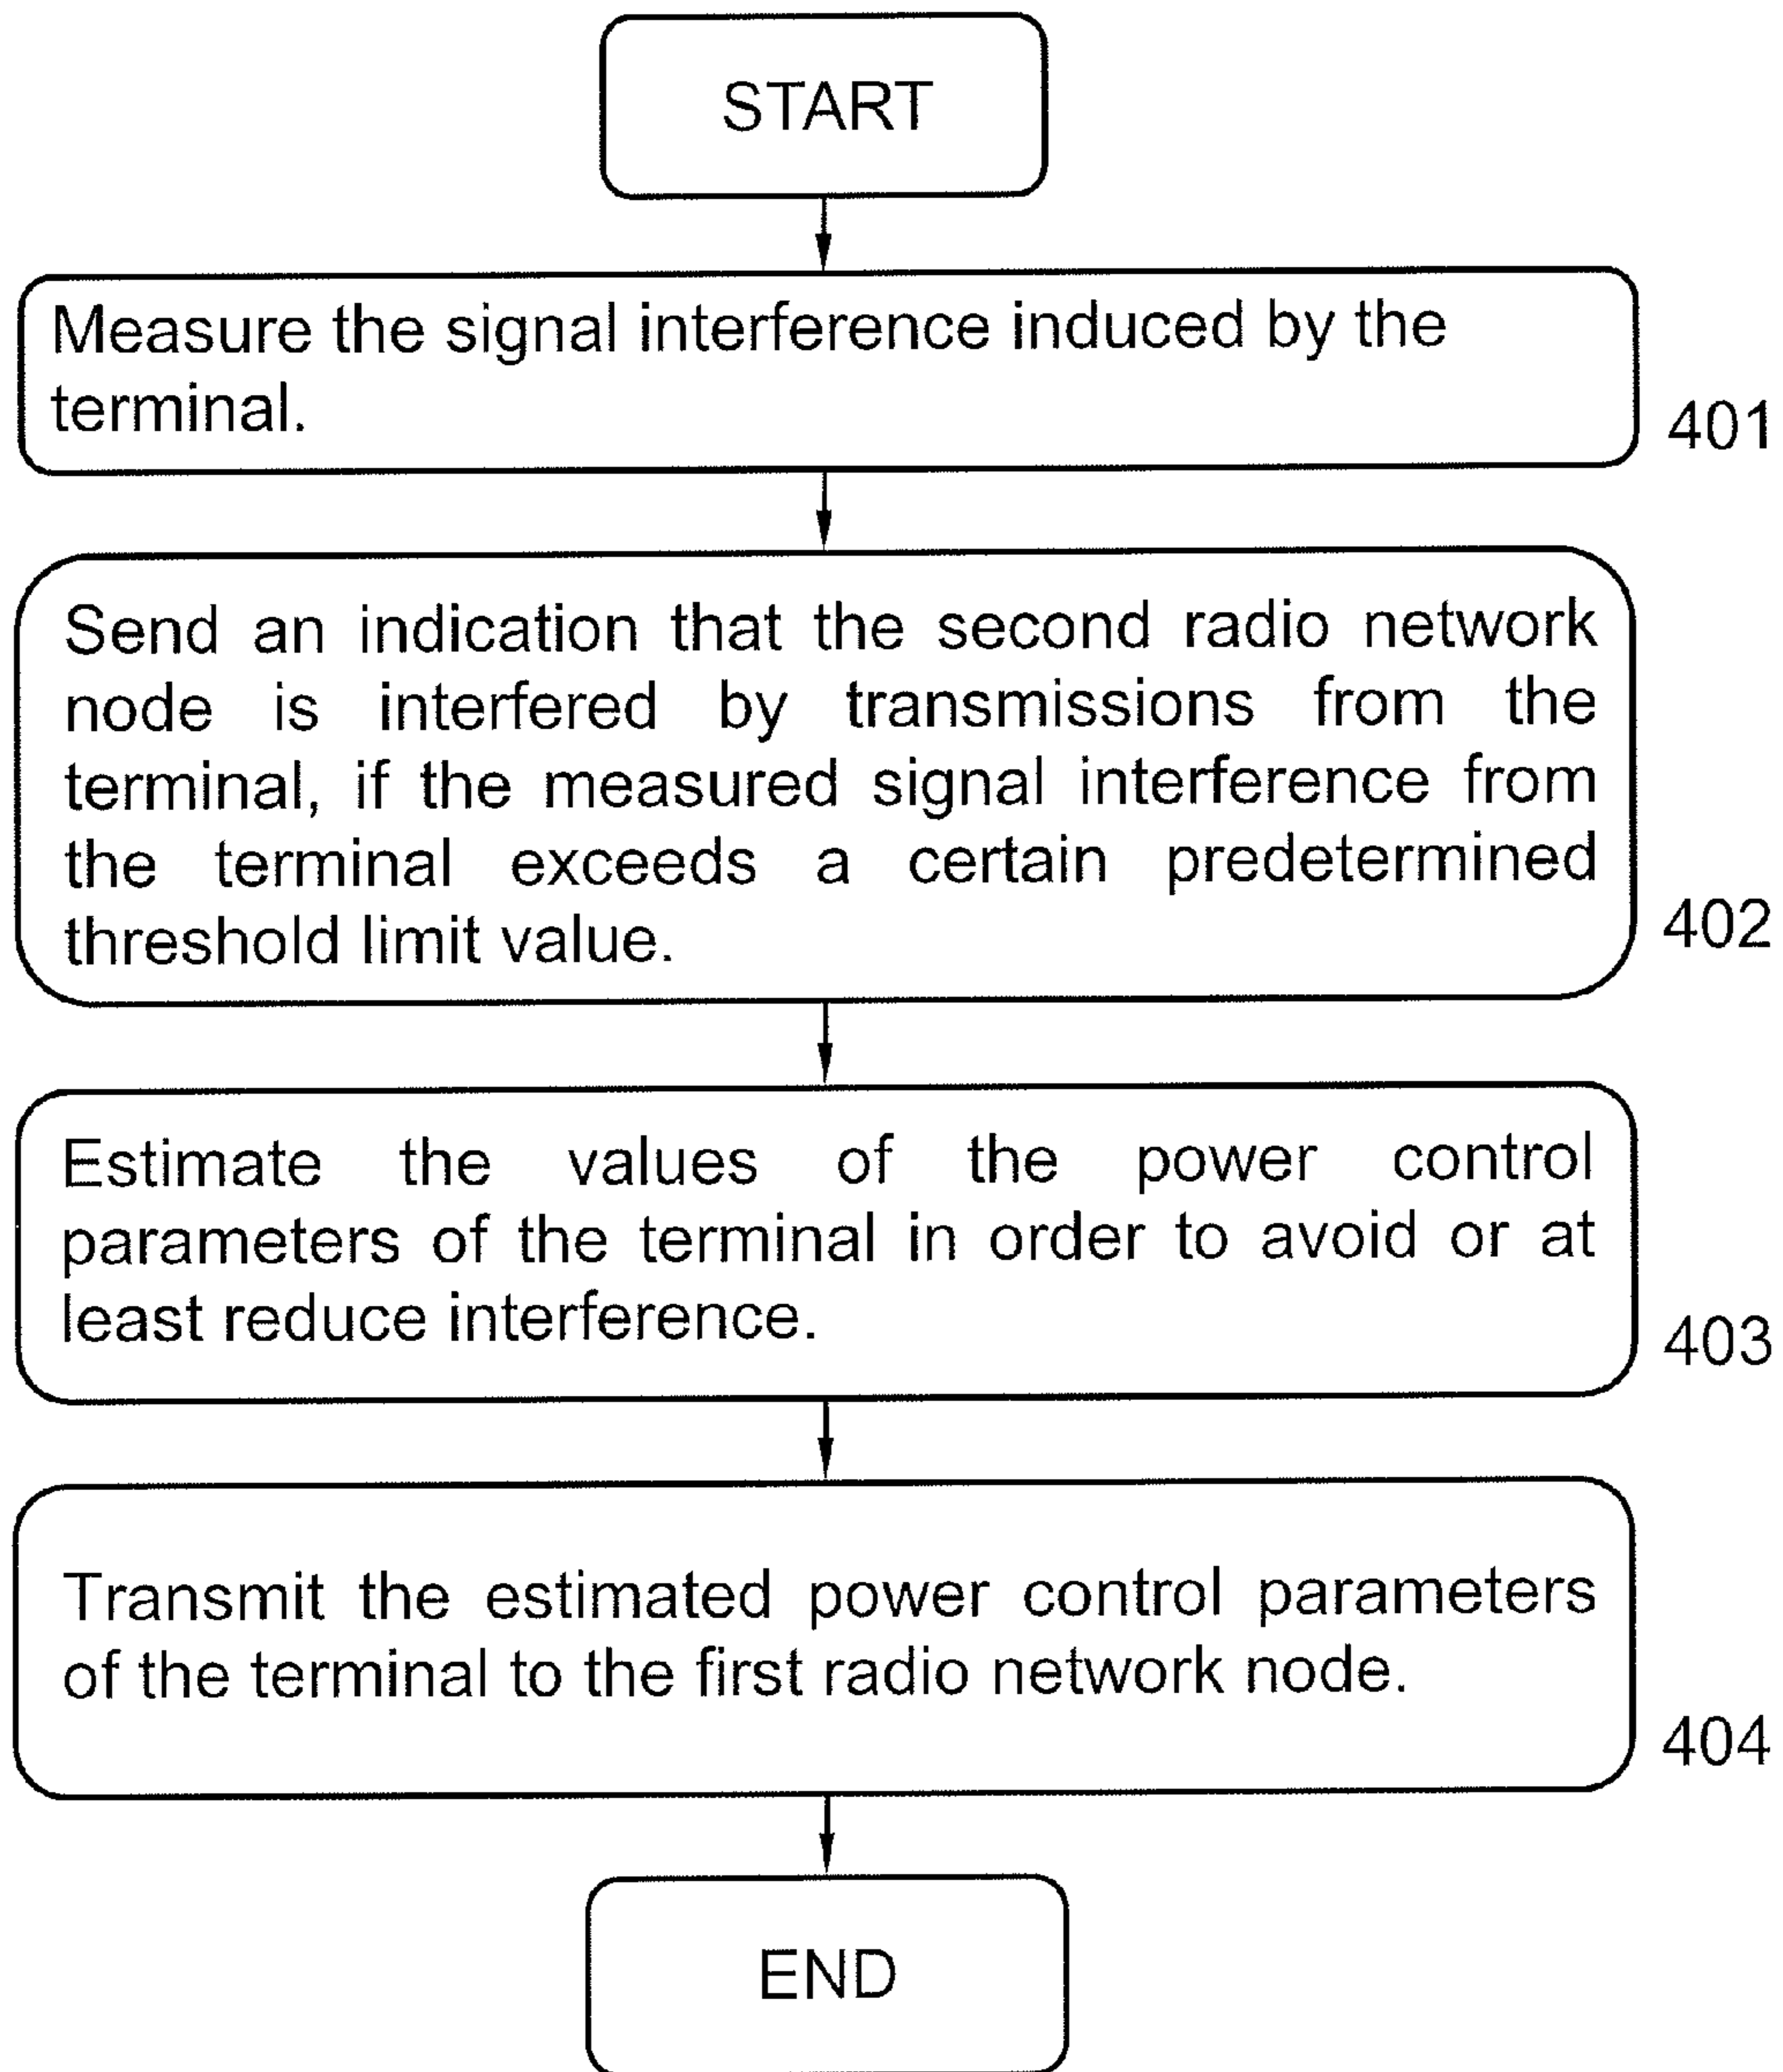 START
Measure the signal interference induced by the
terminal.
401
Send an indication that the second radio network
node is interfered by transmissions from the
terminal, if the measured signal interference from
the terminal exceeds a certain predetermined
threshold limit value.
402
Estimate the values of the power control
parameters of the terminal in order to avoid or at
least reduce interference.
403
Transmit the estimated power control parameters
of the terminal to the first radio network node.
404
END